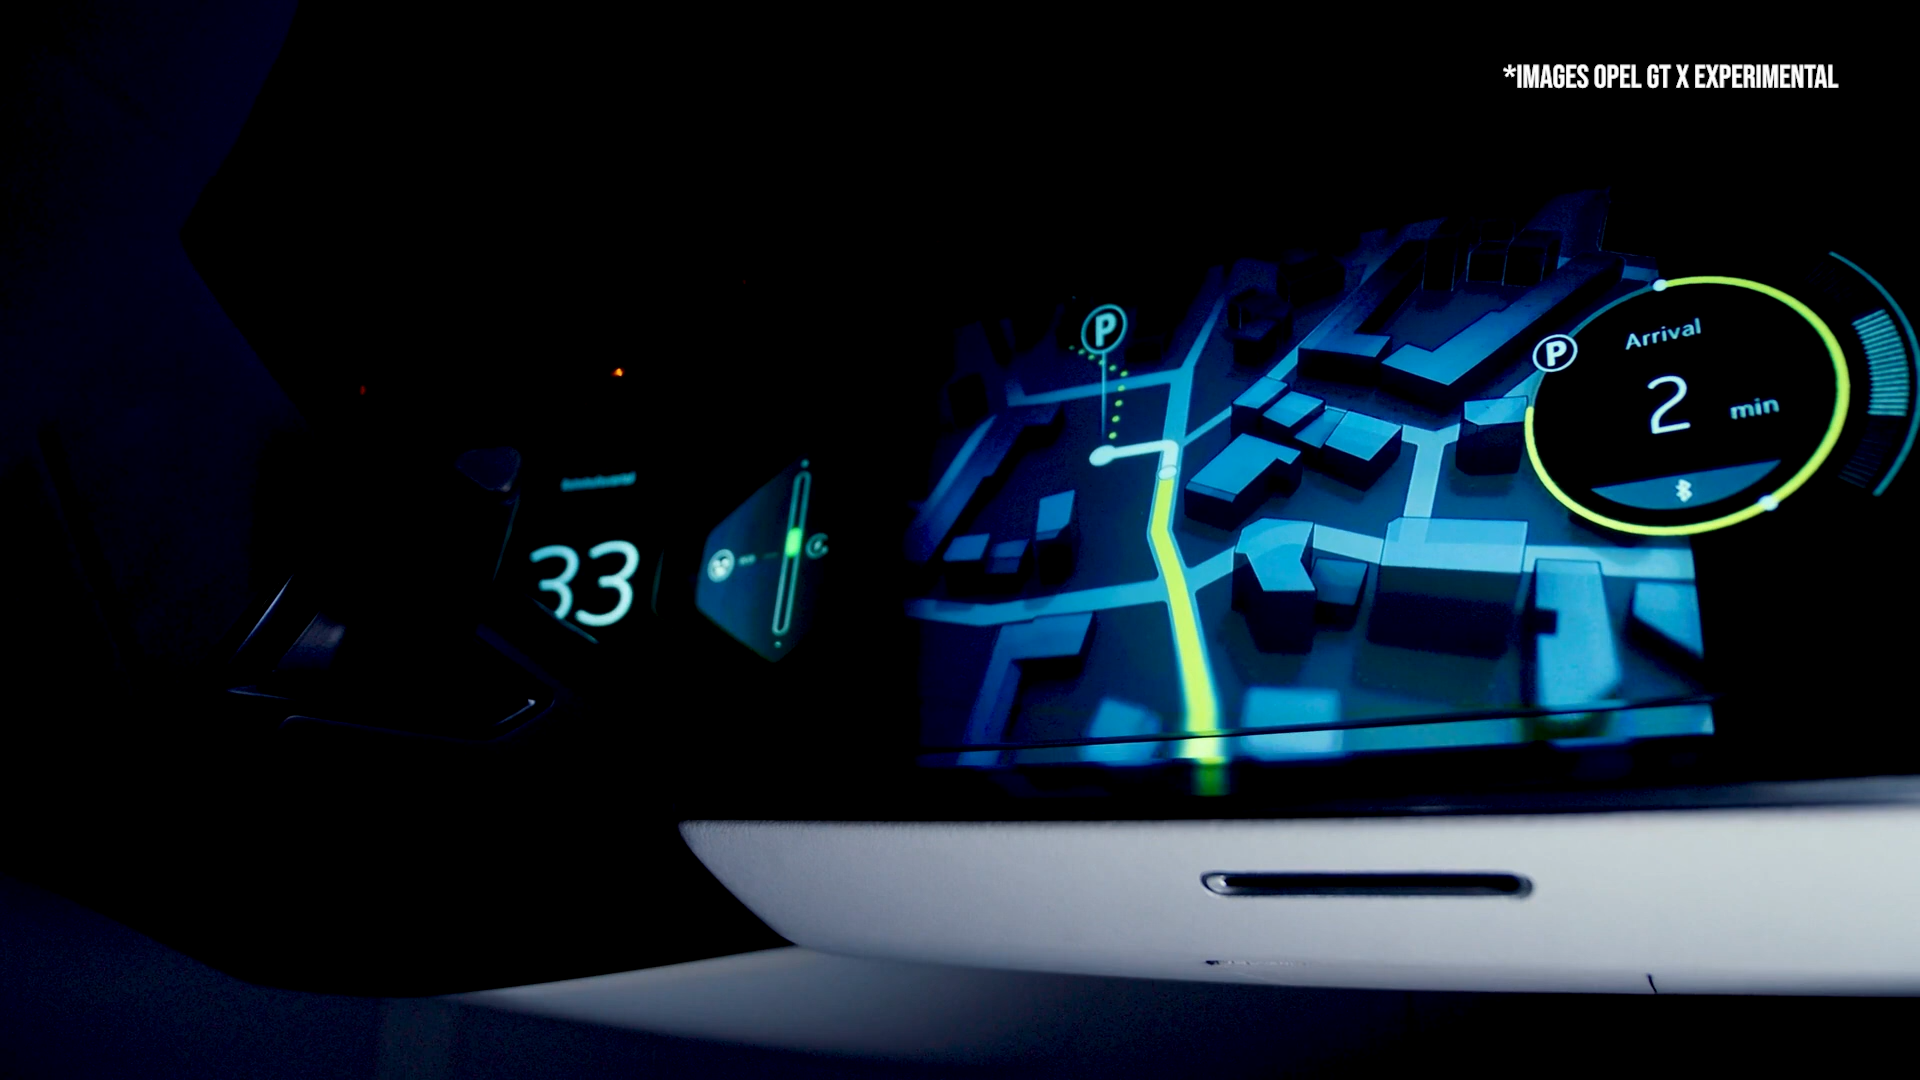 *IMAGES OPEL GT X EXPERIMENTAL
P
P
Arrival
2 min
33